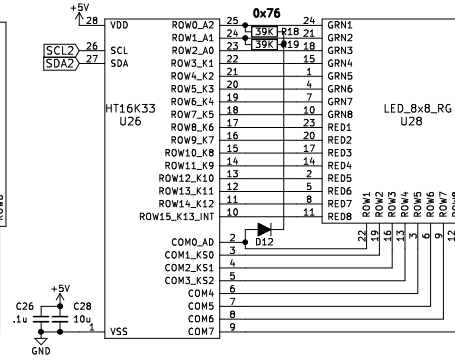 +5V
0x76
28 VDD ROW0_A2 25 24 GRN1
39K R18
ROW1_A1 24 21 GRN2
39K R19
SCL2 26 SCL ROW2_A0 23 18 GRN3
SDA2 27 SDA ROW3_K1 22 15 GRN4
ROW4_K2 21 1 GRN5
ROW5_K3 20 4 GRN6
ROW6_K4 19 7 GRN7
HT16K33 ROW7_K5 18 10 GRN8 LED_8x8_RG
U26 ROW8_K6 17 23 RED1 U28
ROW9_K7 16 20 RED2
ROW10_K8 15 17 RED3
ROW11_K9 14 14 RED4
ROW12_K10 13 2 RED5
ROW13_K11 12 5 RED6
ROW14_K12 11 8 RED7
ROW15_K13_INT 10 11 RED8
ROW1 ROW2 ROW3 ROW4 ROW5 ROW6 ROW7
22 19 16 13 3 6 9 12
COM0_AD 2 D12
COM1_KS0 3
COM2_KS1 4
COM3_KS2 5
COM4 6
COM5 7
COM6 8
COM7 9
+5V
C26 C28
.1u 10u
1 VSS
GND